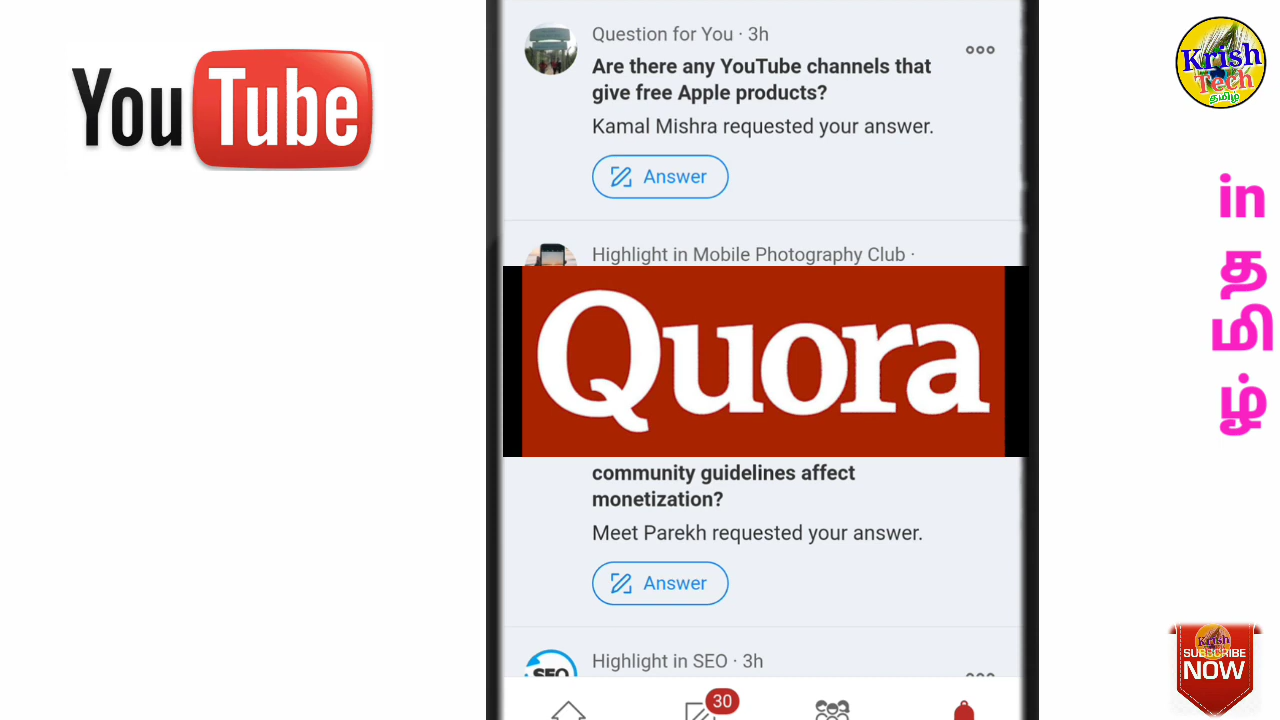 YouTube
Question for You · 3h
Are there any YouTube channels that
give free Apple products?
Kamal Mishra requested your answer.
Answer
Highlight in Mobile Photography Club ·
Quora
community guidelines affect
monetization?
Meet Parekh requested your answer.
Answer
Highlight in SEO · 3h
SEO
30
Krish
Tech
தமிழ்
in
த
மி
ழ்
Krish
SUBSCRIBE
NOW